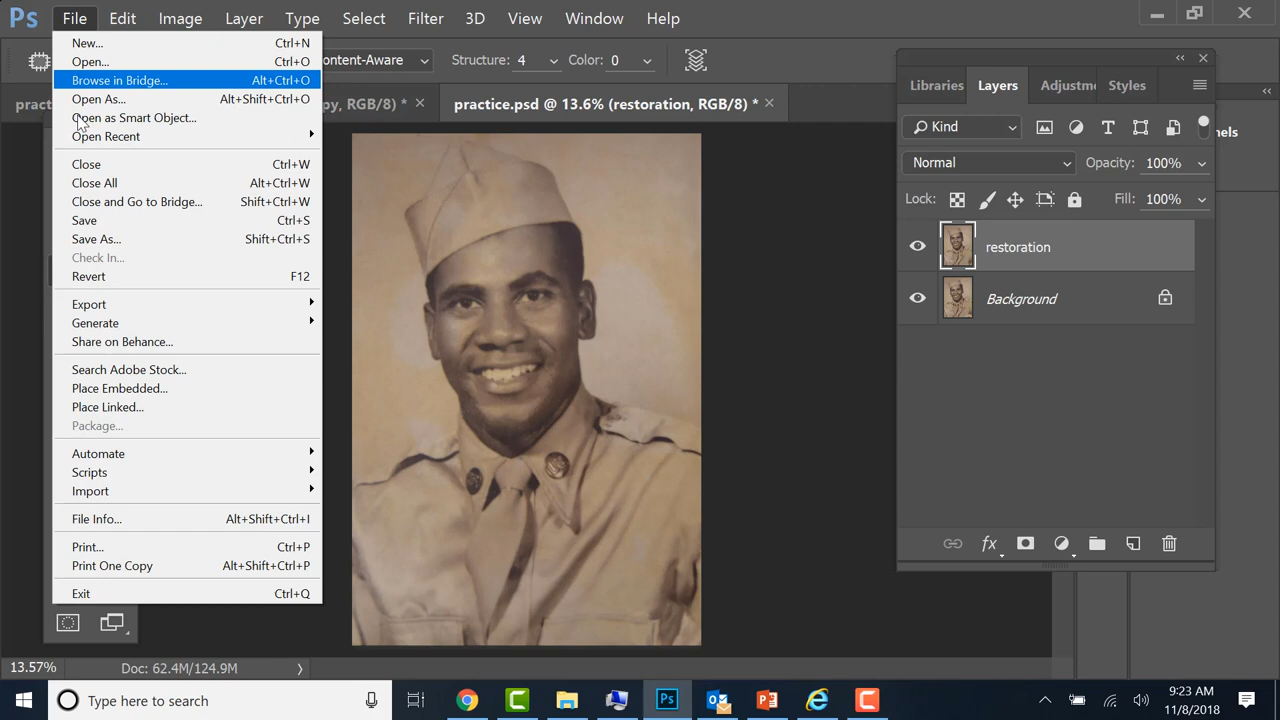 Ps File Edit Image Layer Type Select Filter 3D View Window Help
New... Ctrl+N
Open... Ctrl+O
Browse in Bridge... Alt+Ctrl+O
Open As... Alt+Shift+Ctrl+O
Open as Smart Object...
Open Recent
Close Ctrl+W
Close All Alt+Ctrl+W
Close and Go to Bridge... Shift+Ctrl+W
Save Ctrl+S
Save As... Shift+Ctrl+S
Check In...
Revert F12
Export
Generate
Share on Behance...
Search Adobe Stock...
Place Embedded...
Place Linked...
Package...
Automate
Scripts
Import
File Info... Alt+Shift+Ctrl+I
Print... Ctrl+P
Print One Copy Alt+Shift+Ctrl+P
Exit Ctrl+Q
ontent-Aware Structure: 4 Color: 0
prac py, RGB/8) * × practice.psd @ 13.6% (restoration, RGB/8) * ×
Libraries Layers Adjustme Styles
Kind
Normal Opacity: 100%
Lock: Fill: 100%
restoration
Background
fx
nels
13.57% Doc: 62.4M/124.9M
Type here to search
Ps
9:23 AM
11/8/2018